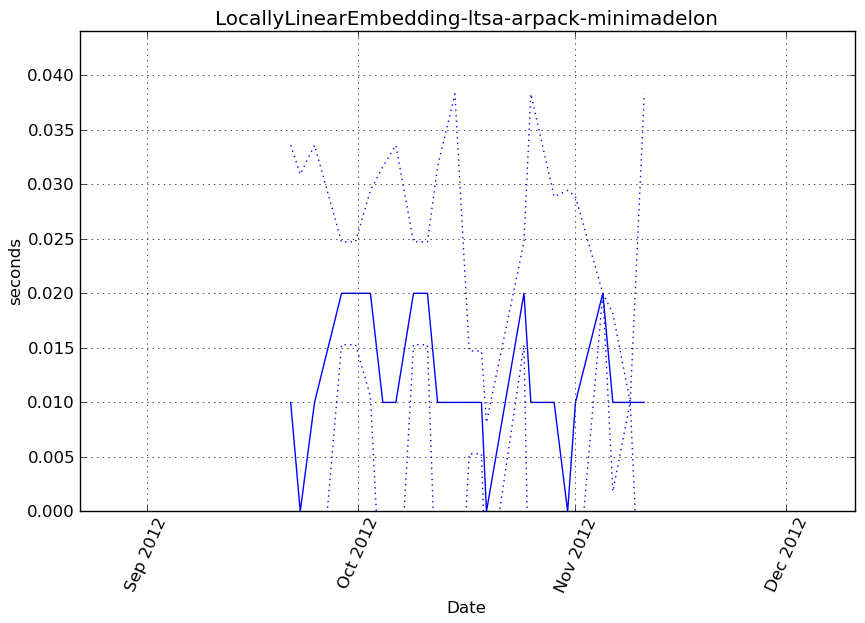 LocallyLinearEmbedding-ltsa-arpack-minimadelon
0.040
0.035
0.030
0.025
0.020
0.015
0.010
0.005
0.000
seconds
Sep 2012
Oct 2012
Nov 2012
Dec 2012
Date